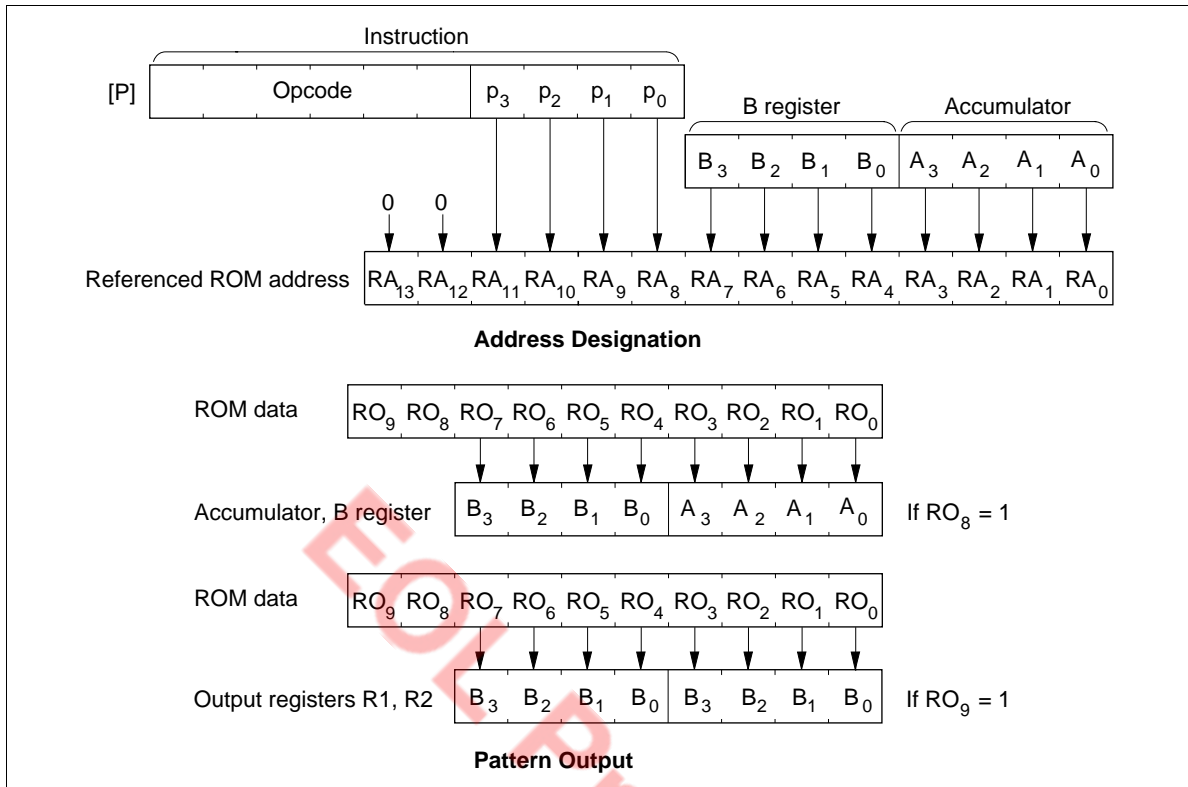 Instruction
[P] Opcode p3 p2 p1 p0
B register Accumulator
B3 B2 B1 B0 A3 A2 A1 A0
0 0
Referenced ROM address RA13 RA12 RA11 RA10 RA9 RA8 RA7 RA6 RA5 RA4 RA3 RA2 RA1 RA0
Address Designation
ROM data RO9 RO8 RO7 RO6 RO5 RO4 RO3 RO2 RO1 RO0
Accumulator, B register B3 B2 B1 B0 A3 A2 A1 A0 If RO8 = 1
ROM data RO9 RO8 RO7 RO6 RO5 RO4 RO3 RO2 RO1 RO0
Output registers R1, R2 B3 B2 B1 B0 B3 B2 B1 B0 If RO9 = 1
Pattern Output
EOL Pr